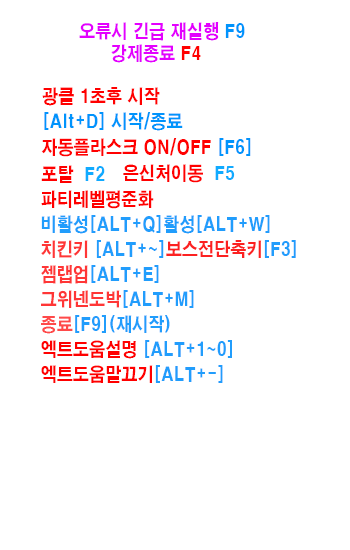 오류시 긴급 재실행 F9
강제종료 F4
광클 1초후 시작
[Alt+D] 시작/종료
자동플라스크 ON/OFF [F6]
포탈 F2 은신처이동 F5
파티레벨평준화
비활성[ALT+Q]활성[ALT+W]
치킨키 [ALT+~]보스전단축키[F3]
젬랩업[ALT+E]
그위넨도박[ALT+M]
종료[F9](재시작)
엑트도움설명 [ALT+1~0]
엑트도움말끄기[ALT+-]